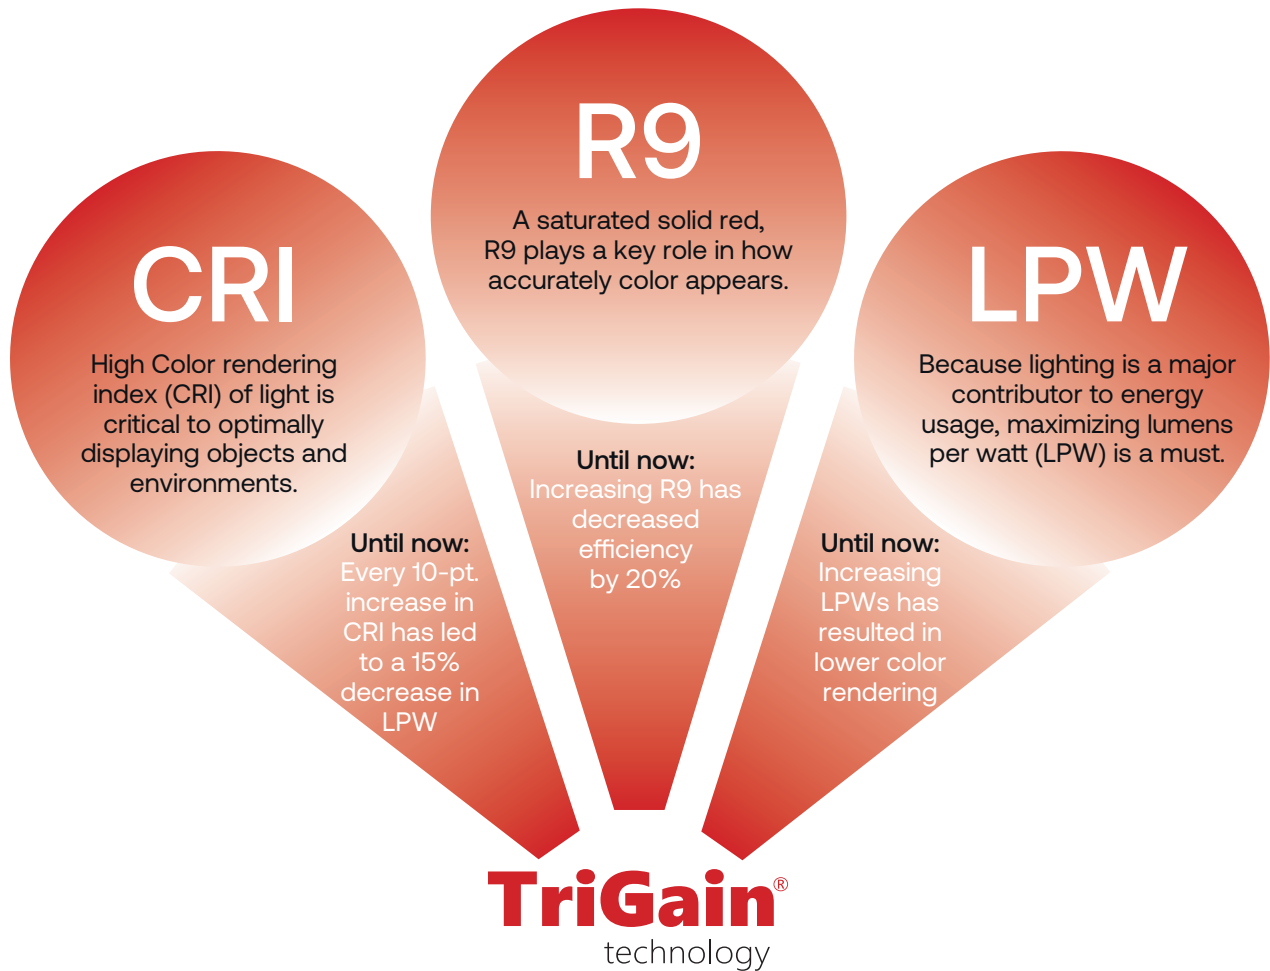 CRI
High Color rendering
index (CRI) of light is
critical to optimally
displaying objects and
environments.
Until now:
Every 10-pt.
increase in
CRI has led
to a 15%
decrease in
LPW
R9
A saturated solid red,
R9 plays a key role in how
accurately color appears.
Until now:
Increasing R9 has
decreased
efficiency
by 20%
LPW
Because lighting is a major
contributor to energy
usage, maximizing lumens
per watt (LPW) is a must.
Until now:
Increasing
LPWs has
resulted in
lower color
rendering
TriGain®
technology